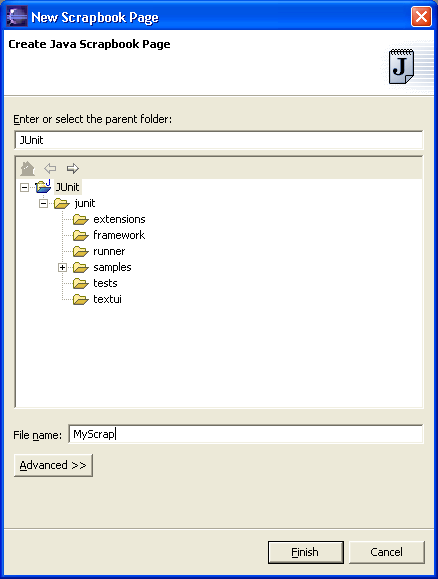 New Scrapbook Page
Create Java Scrapbook Page
J
Enter or select the parent folder:
JUnit
JUnit
junit
extensions
framework
runner
samples
tests
textui
File name: MyScrap
Advanced >>
Finish Cancel